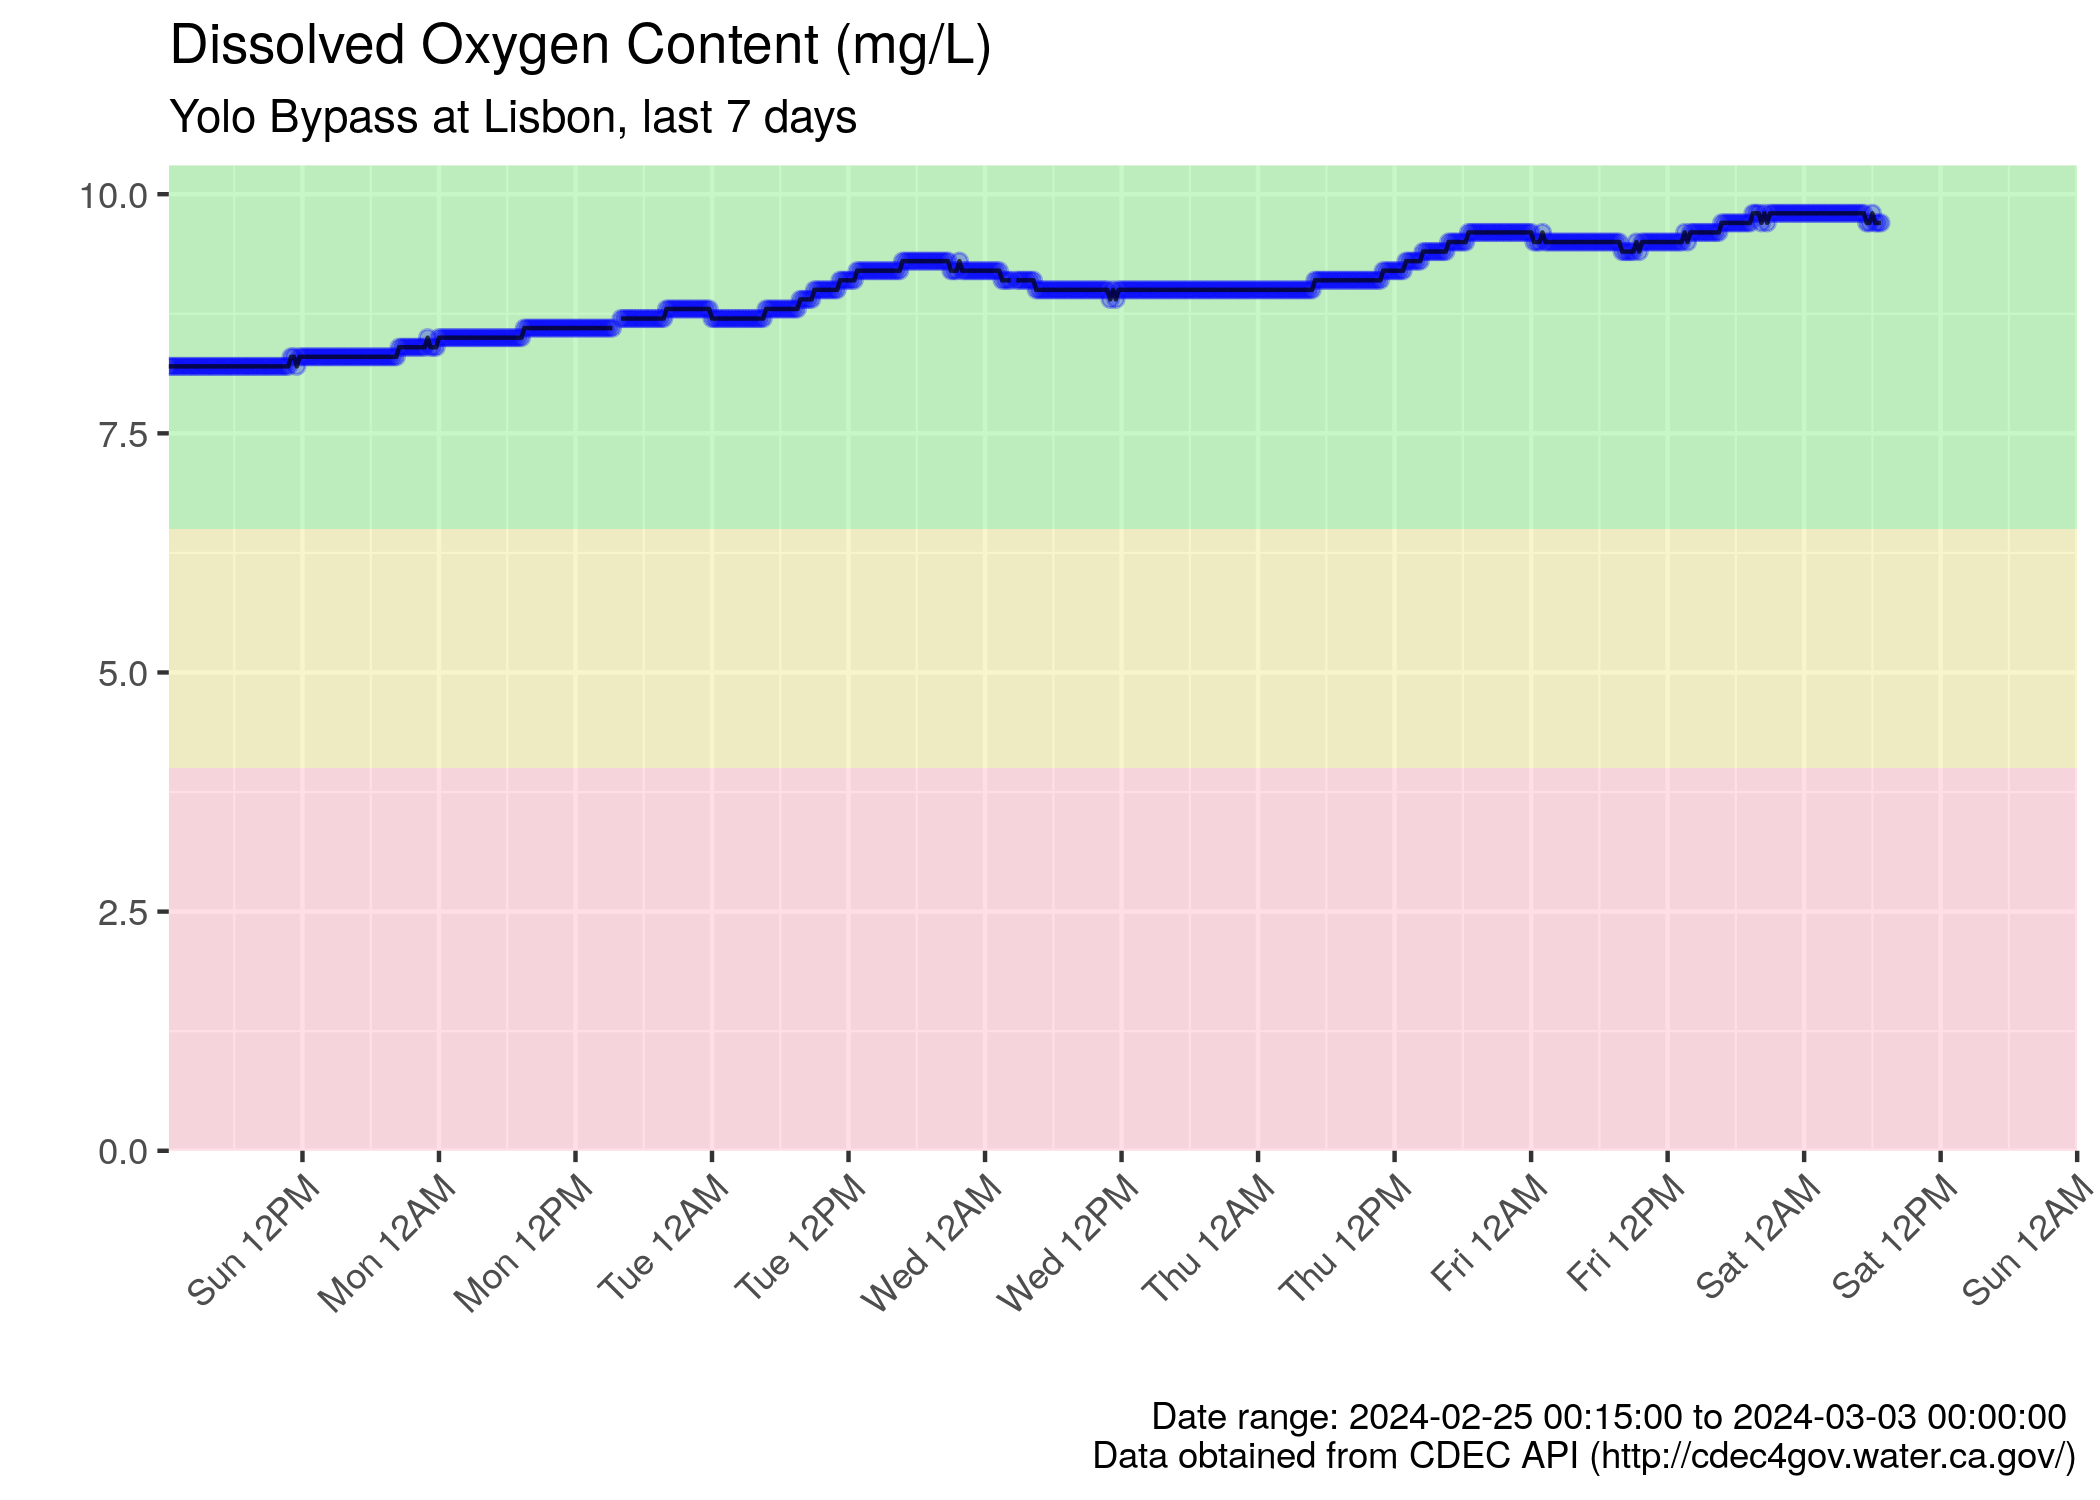 Dissolved Oxygen Content (mg/L)
Yolo Bypass at Lisbon, last 7 days
10.0
7.5
5.0
2.5
0.0
Sun 12PM
Mon 12AM
Mon 12PM
Tue 12AM
Tue 12PM
Wed 12AM
Wed 12PM
Thu 12AM
Thu 12PM
Fri 12AM
Fri 12PM
Sat 12AM
Sat 12PM
Sun 12AM
Date range: 2024-02-25 00:15:00 to 2024-03-03 00:00:00
Data obtained from CDEC API (http://cdec4gov.water.ca.gov/)